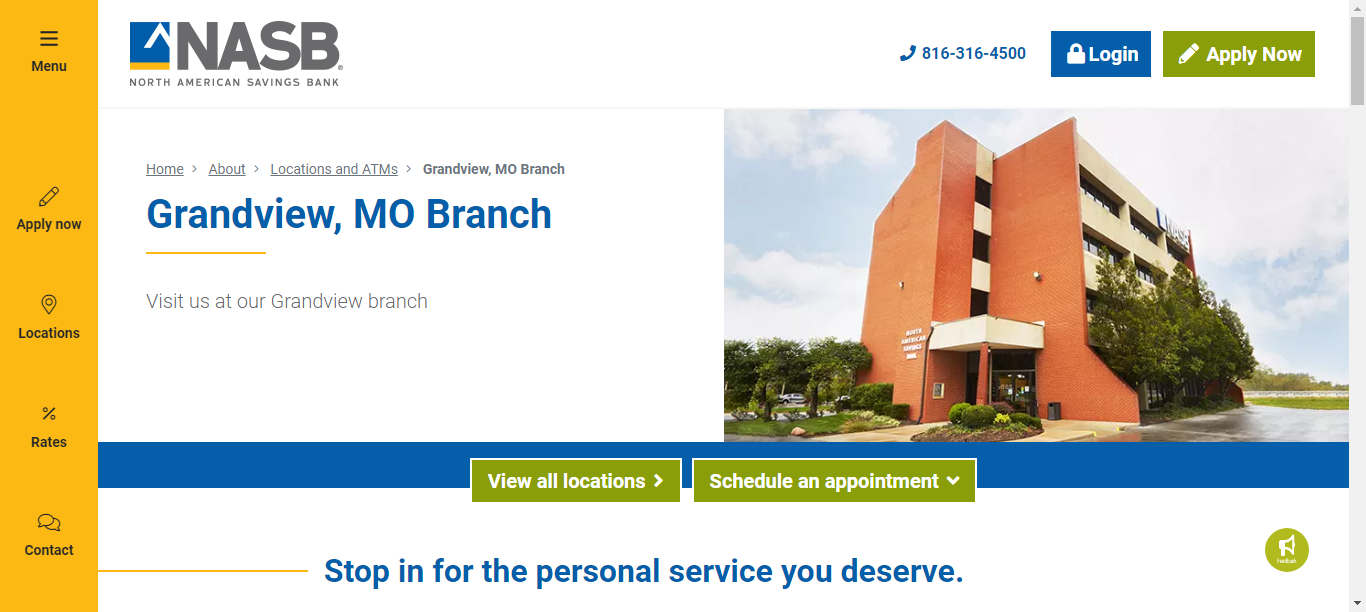 Menu
Apply now
Locations
Rates
Contact
NASB
NORTH AMERICAN SAVINGS BANK
816-316-4500
Login
Apply Now
Home > About > Locations and ATMs > Grandview, MO Branch
Grandview, MO Branch
Visit us at our Grandview branch
NASB
NORTH
AMERICAN
SAVINGS
BANK
View all locations
Schedule an appointment
Stop in for the personal service you deserve.
Feedback